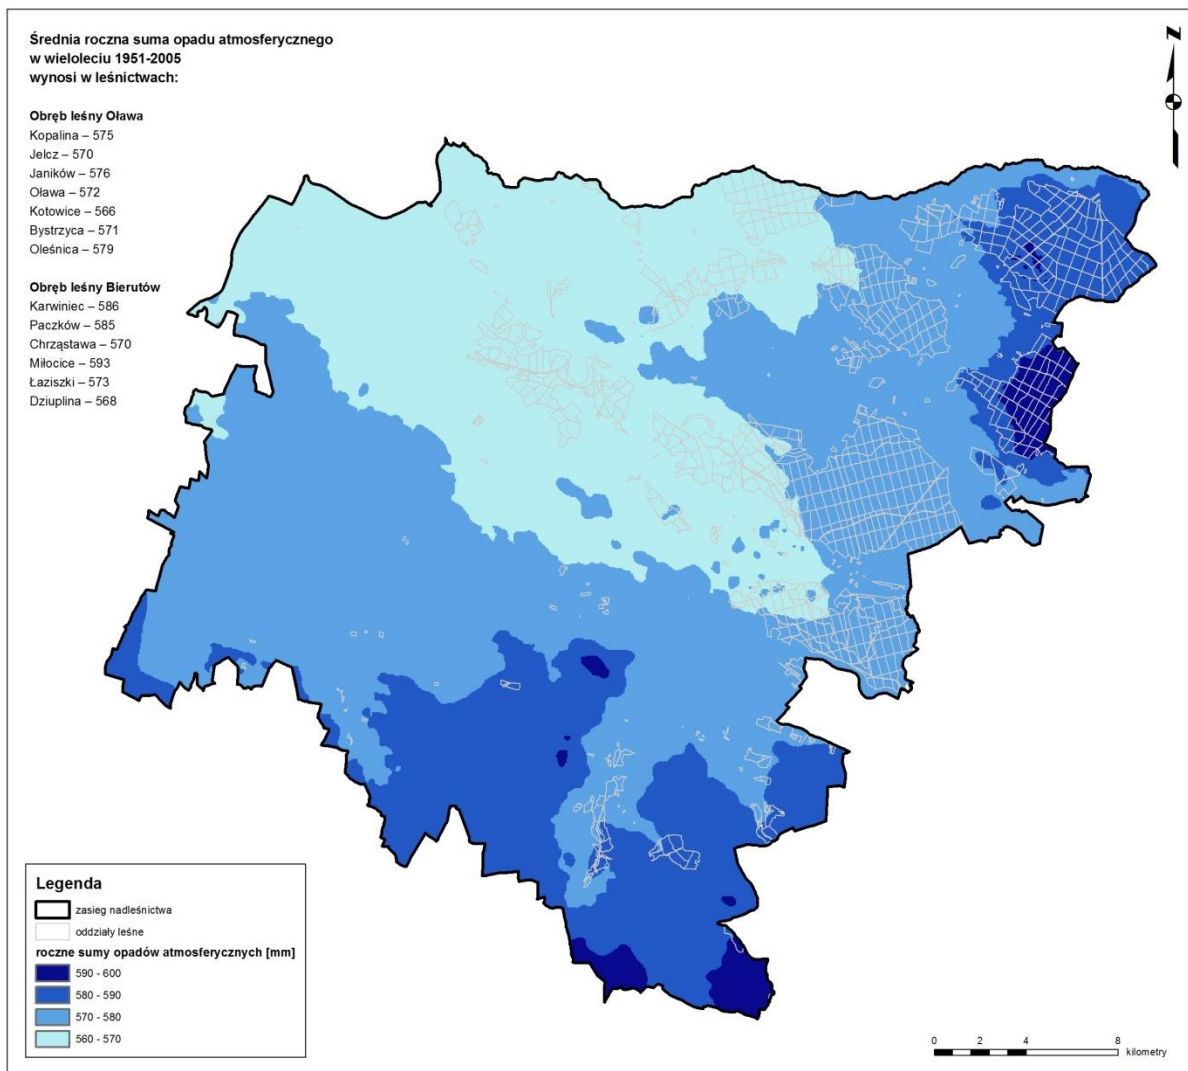 Średnia roczna suma opadu atmosferycznego
w wieloleciu 1951-2005
wynosi w leśnictwach:
Obręb leśny Oława
Kopalina – 575
Jelcz – 570
Janików – 576
Oława – 572
Kotowice – 566
Bystrzyca – 571
Oleśnica – 579
Obręb leśny Bierutów
Karwiniec – 586
Paczków – 585
Chrząstawa – 570
Miłocice – 593
Łaziszki – 573
Dziuplina – 568
N
Legenda
zasięg nadleśnictwa
oddziały leśne
roczne sumy opadów atmosferycznych [mm]
590 - 600
580 - 590
570 - 580
560 - 570
0 2 4 8
kilometry